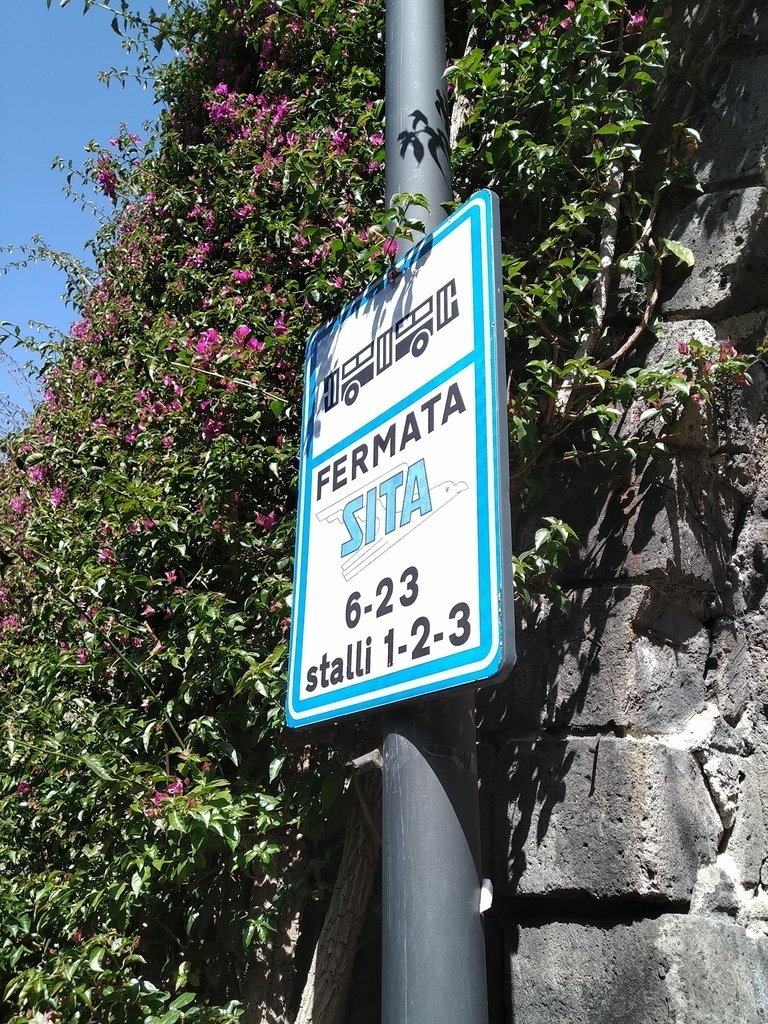 FERMATA
SITA
6-23
stalli 1-2-3